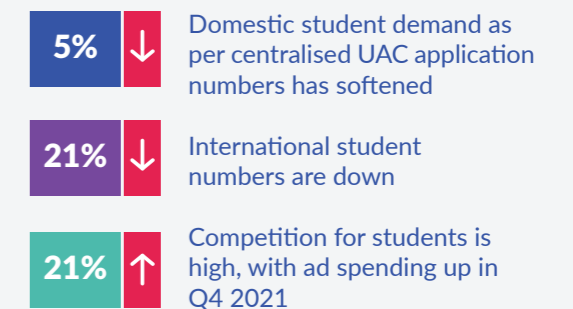 5% ↓
Domestic student demand as
per centralised UAC application
numbers has softened
21% ↓
International student
numbers are down
21% ↑
Competition for students is
high, with ad spending up in
Q4 2021